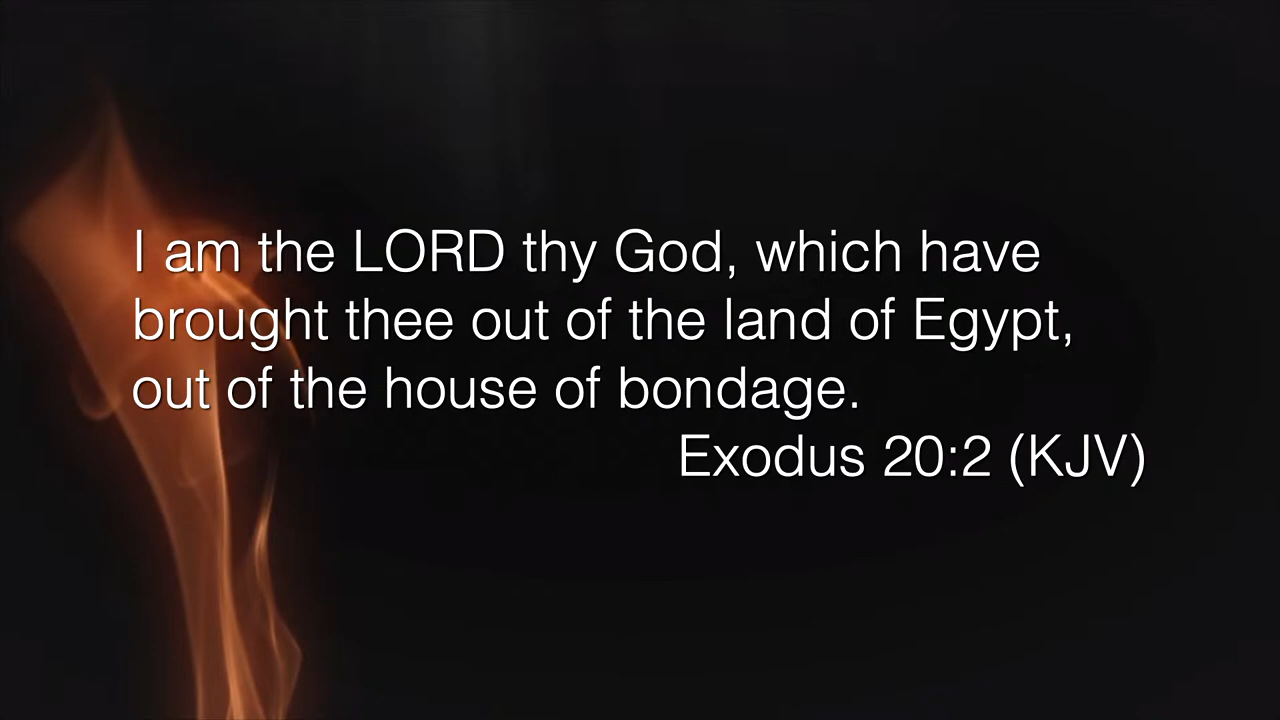 I am the LORD thy God, which have
brought thee out of the land of Egypt,
out of the house of bondage.
Exodus 20:2 (KJV)